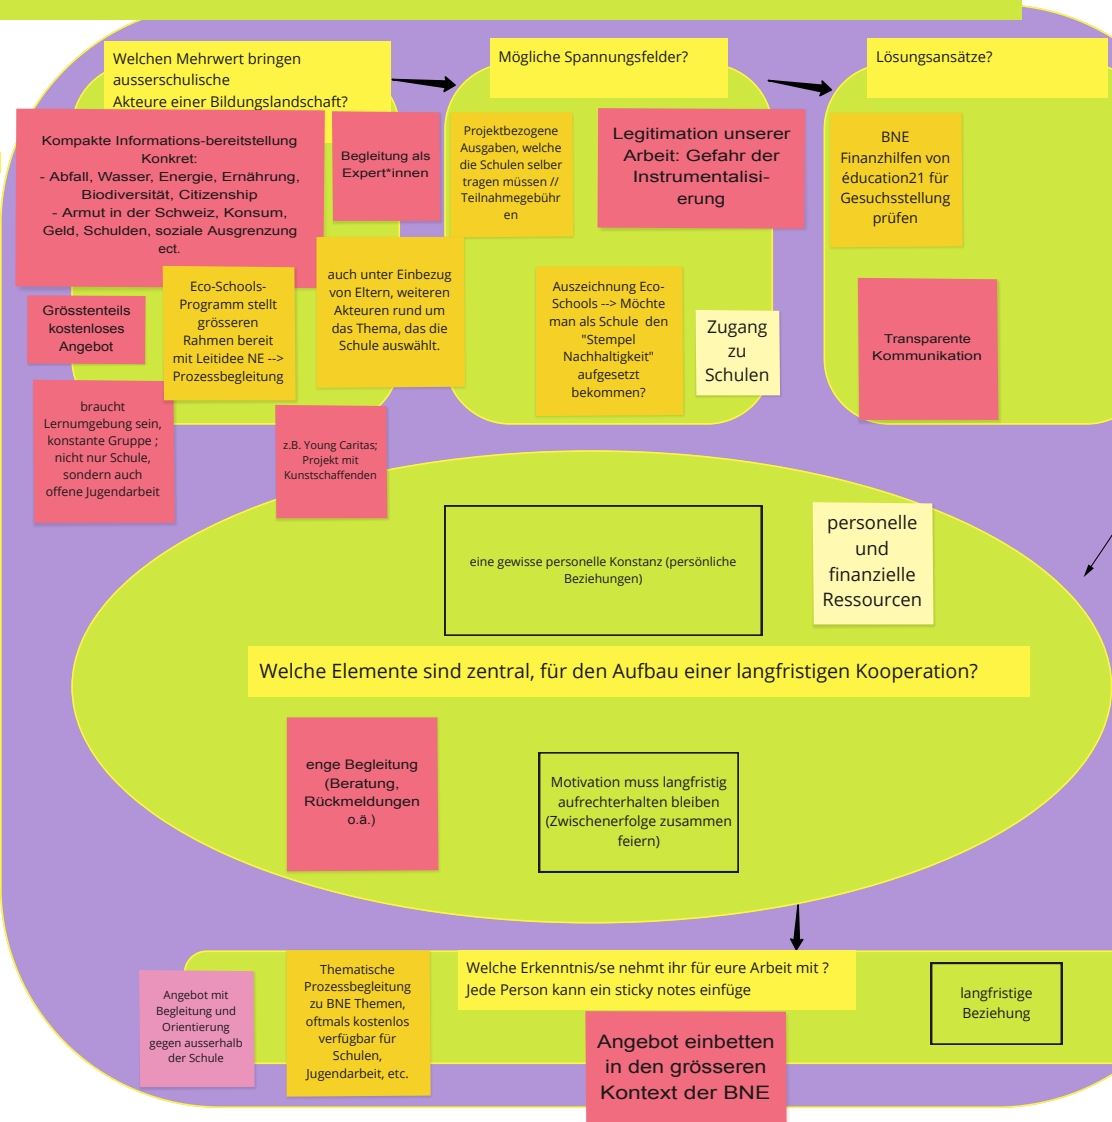 Welchen Mehrwert bringen
ausserschulische
Akteure einer Bildungslandschaft?
Kompakte Informations-bereitstellung
Konkret:
- Abfall, Wasser, Energie, Ernährung,
Biodiversität, Citizenship
- Armut in der Schweiz, Konsum,
Geld, Schulden, soziale Ausgrenzung
ect.
Begleitung als
Expert*innen
Grösstenteils
kostenloses
Angebot
Eco-Schools-
Programm stellt
grösseren
Rahmen bereit
mit Leitidee NE -->
Prozessbegleitung
auch unter Einbezug
von Eltern, weiteren
Akteuren rund um
das Thema, das die
Schule auswählt.
braucht
Lernumgebung sein,
konstante Gruppe ;
nicht nur Schule,
sondern auch
offene Jugendarbeit
z.B. Young Caritas;
Projekt mit
Kunstschaffenden
Mögliche Spannungsfelder?
Projektbezogene
Ausgaben, welche
die Schulen selber
tragen müssen //
Teilnahmegebühr
en
Legitimation unserer
Arbeit: Gefahr der
Instrumentalisi-
erung
Auszeichnung Eco-
Schools --> Möchte
man als Schule den
"Stempel
Nachhaltigkeit"
aufgesetzt
bekommen?
Zugang
zu
Schulen
Lösungsansätze?
BNE
Finanzhilfen von
éducation21 für
Gesuchsstellung
prüfen
Transparente
Kommunikation
eine gewisse personelle Konstanz (persönliche
Beziehungen)
personelle
und
finanzielle
Ressourcen
Welche Elemente sind zentral, für den Aufbau einer langfristigen Kooperation?
enge Begleitung
(Beratung,
Rückmeldungen
o.ä.)
Motivation muss langfristig
aufrechterhalten bleiben
(Zwischenerfolge zusammen
feiern)
Angebot mit
Begleitung und
Orientierung
gegen ausserhalb
der Schule
Thematische
Prozessbegleitung
zu BNE Themen,
oftmals kostenlos
verfügbar für
Schulen,
Jugendarbeit, etc.
Welche Erkenntnis/se nehmt ihr für eure Arbeit mit ?
Jede Person kann ein sticky notes einfüge
Angebot einbetten
in den grösseren
Kontext der BNE
langfristige
Beziehung